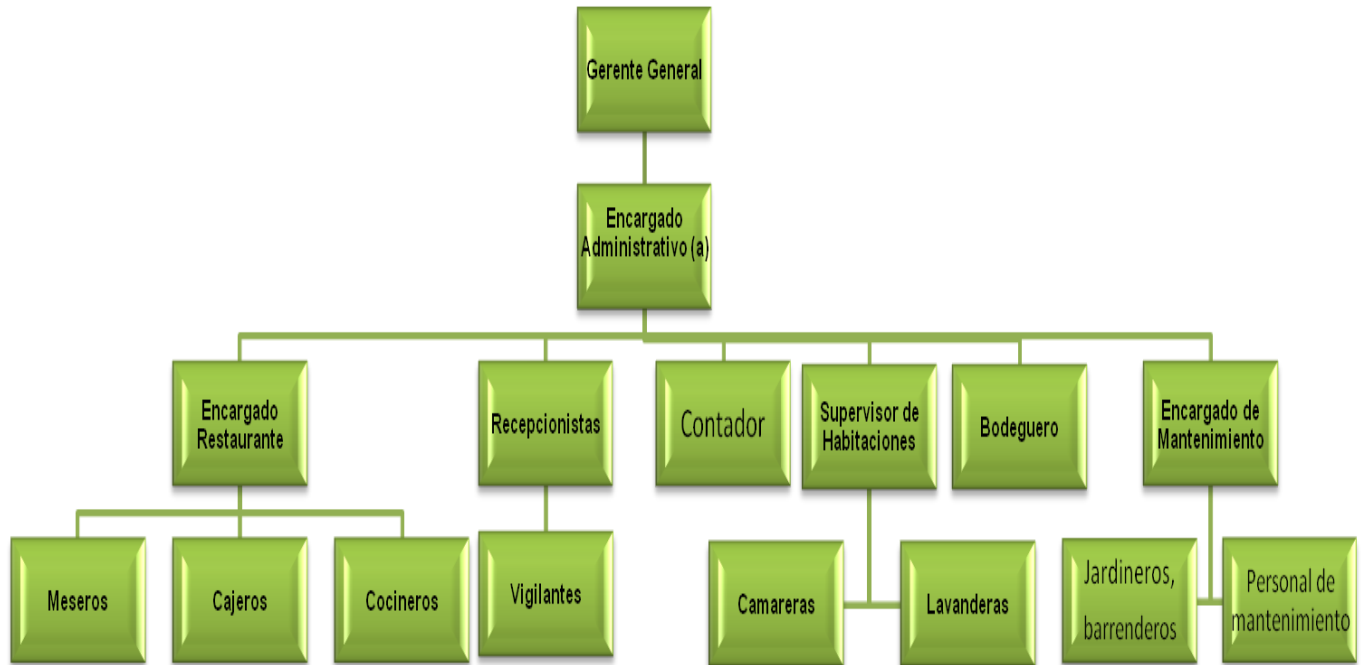 Gerente General
Encargado
Administrativo (a)
Encargado
Restaurante
Recepcionistas
Contador
Supervisor de
Habitaciones
Bodeguero
Encargado de
Mantenimiento
Meseros
Cajeros
Cocineros
Vigilantes
Camareras
Lavanderas
Jardineros,
barrenderos
Personal de
mantenimiento